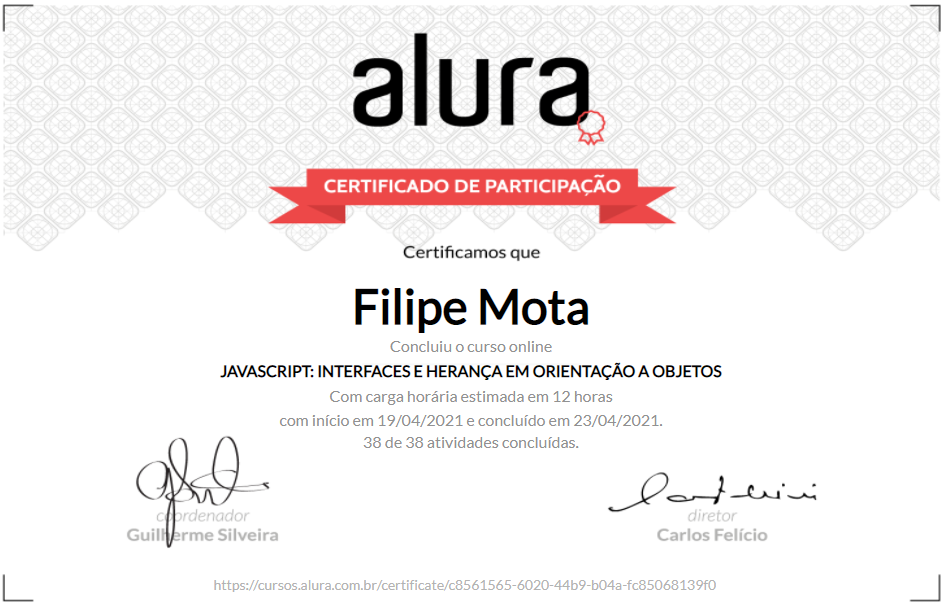 alura
CERTIFICADO DE PARTICIPAÇÃO
Certificamos que
Filipe Mota
Concluiu o curso online
JAVASCRIPT: INTERFACES E HERANÇA EM ORIENTAÇÃO A OBJETOS
Com carga horária estimada em 12 horas
com início em 19/04/2021 e concluído em 23/04/2021.
38 de 38 atividades concluídas.
coordenador
Guilherme Silveira
diretor
Carlos Felício
https://cursos.alura.com.br/certificate/c8561565-6020-44b9-b04a-fc85068139f0